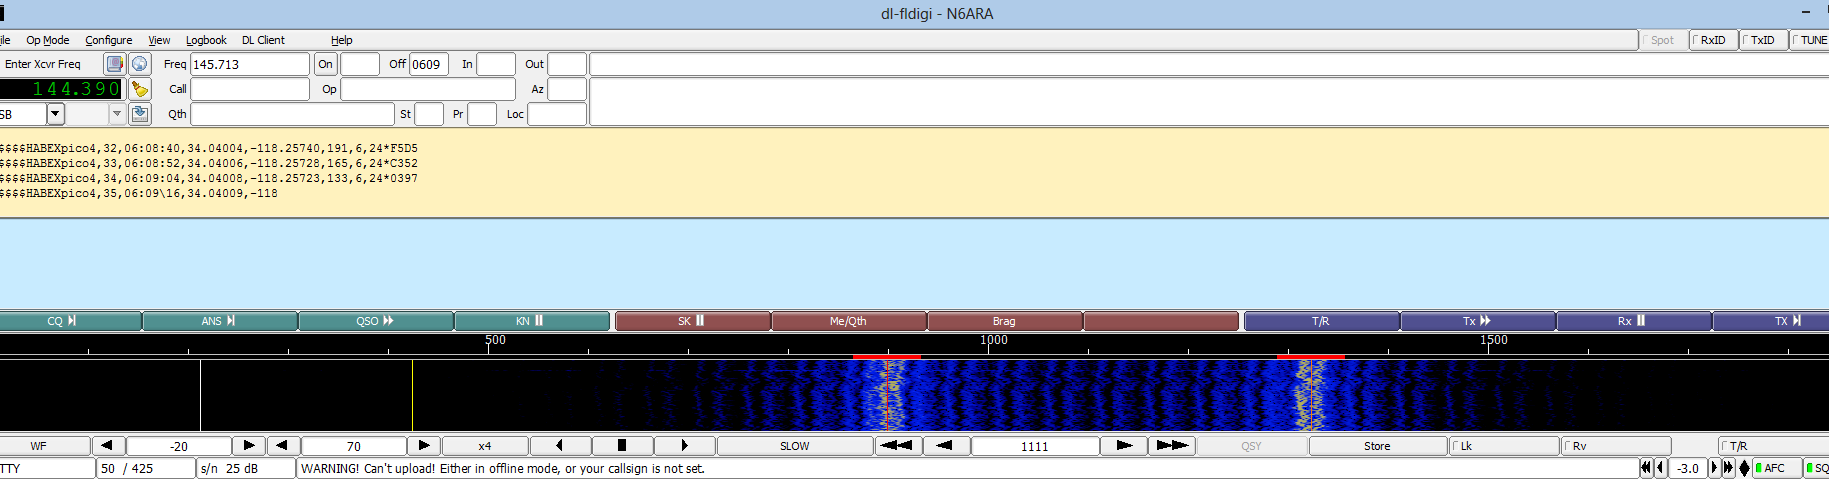 dl-fldigi - N6ARA
ile Op Mode Configure View Logbook DL Client Help Spot RxID TxID TUNE
Enter Xcvr Freq Freq 145.713 On Off 0609 In Out
144.390 Call Op Az
SB Qth St Pr Loc
$$$$HABEXpico4,32,06:08:40,34.04004,-118.25740,191,6,24*F5D5
$$$$HABEXpico4,33,06:08:52,34.04006,-118.25728,165,6,24*C352
$$$$HABEXpico4,34,06:09:04,34.04008,-118.25723,133,6,24*0397
$$$$HABEXpico4,35,06:09\16,34.04009,-118
CQ ANS QSO KN SK Me/Qth Brag T/R Tx Rx TX
500 1000 1500
WF -20 70 x4 SLOW 1111 QSY Store Lk Rv T/R
TTY 50 / 425 s/n 25 dB WARNING! Can't upload! Either in offline mode, or your callsign is not set. -3.0 AFC SQ